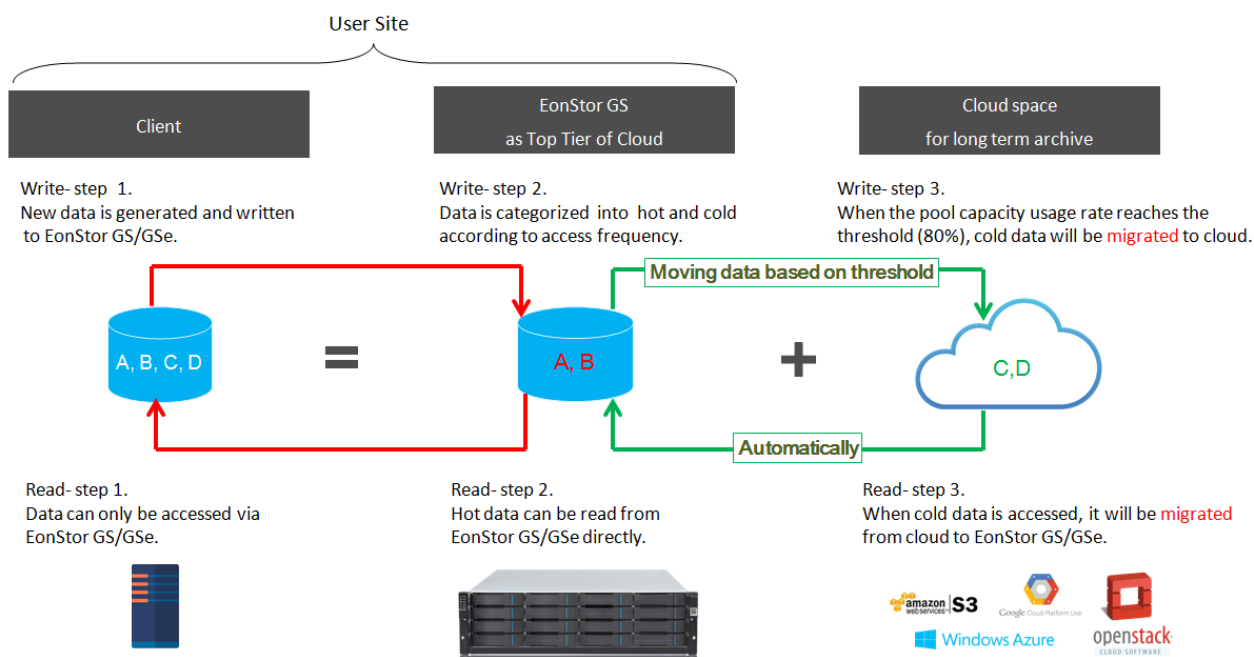 User Site
Client
EonStor GS
as Top Tier of Cloud
Cloud space
for long term archive
Write- step  1.
New data is generated and written
to EonStor GS/GSe.
Write- step 2.
Data is categorized  into  hot and cold
according to access frequency.
Write- step 3.
When the pool capacity usage rate reaches the
threshold (80%), cold data will be migrated to cloud.
Moving data based on threshold
A, B, C, D
=
A, B
+
C,D
Automatically
Read- step 1.
Data can only be accessed via
EonStor GS/GSe.
Read- step 2.
Hot data can be read from
EonStor GS/GSe directly.
Read- step 3.
When cold data is accessed, it will be migrated
from cloud to EonStor GS/GSe.
amazon
web services
S3
Google Cloud Platform Live
Windows Azure
openstack
CLOUD SOFTWARE